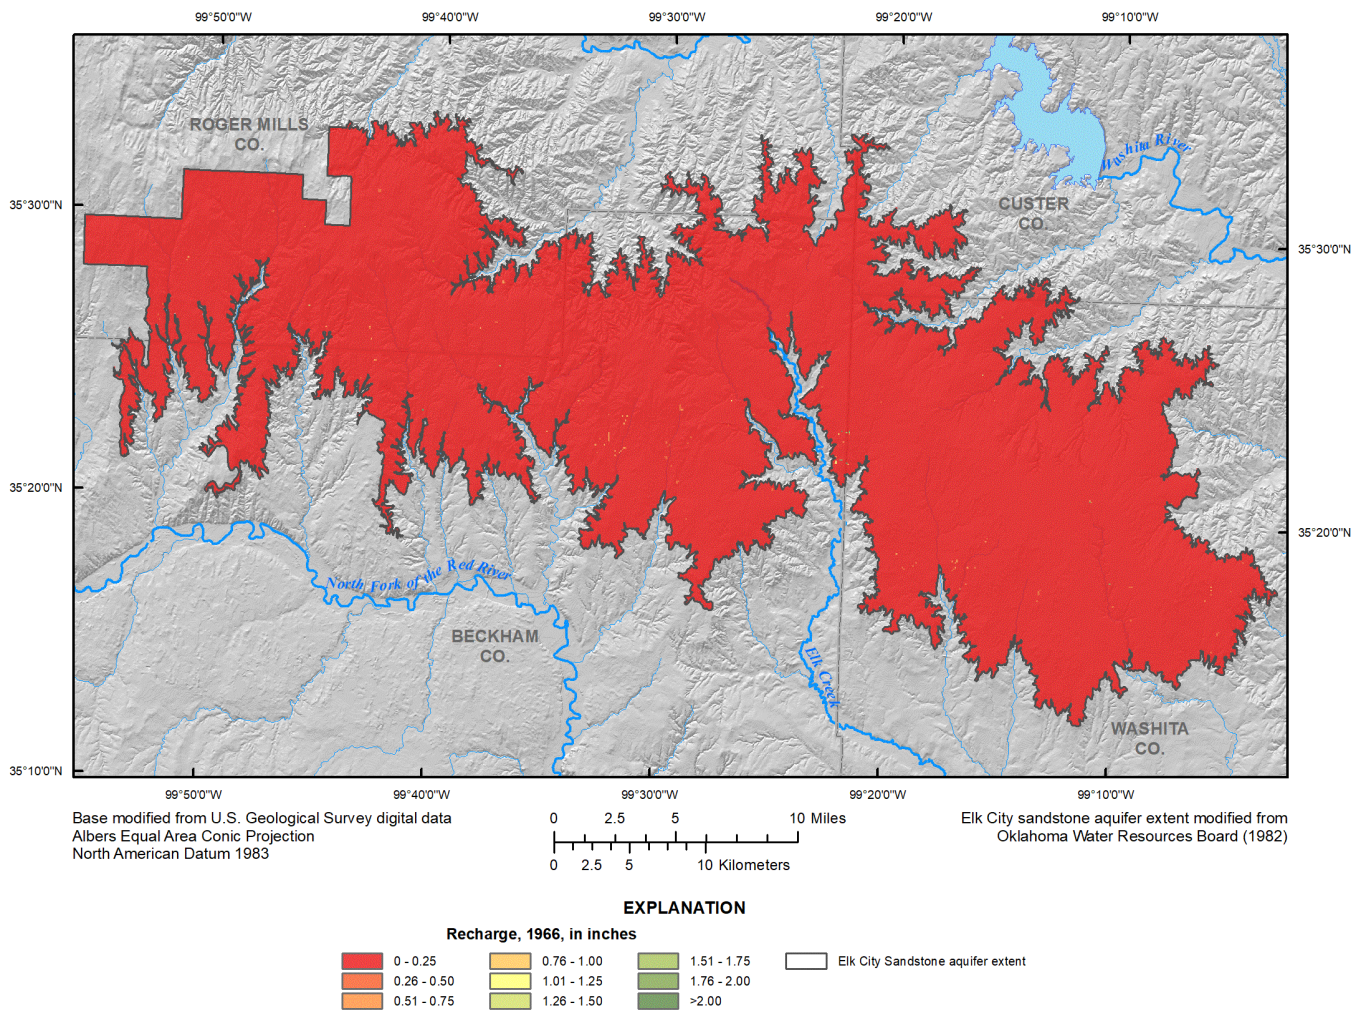 99°50'0"W 99°40'0"W 99°30'0"W 99°20'0"W 99°10'0"W
ROGER MILLS
CO.
Washita River
35°30'0"N
CUSTER
CO.
35°30'0"N
35°20'0"N
35°20'0"N
North Fork of the Red River
BECKHAM
CO.
Elk Creek
WASHITA
CO.
35°10'0"N
99°50'0"W 99°40'0"W 99°30'0"W 99°20'0"W 99°10'0"W
Base modified from U.S. Geological Survey digital data
Albers Equal Area Conic Projection
North American Datum 1983
0 2.5 5 10 Miles
0 2.5 5 10 Kilometers
Elk City sandstone aquifer extent modified from
Oklahoma Water Resources Board (1982)
EXPLANATION
Recharge, 1966, in inches
0 - 0.25 0.76 - 1.00 1.51 - 1.75 Elk City Sandstone aquifer extent
0.26 - 0.50 1.01 - 1.25 1.76 - 2.00
0.51 - 0.75 1.26 - 1.50 >2.00